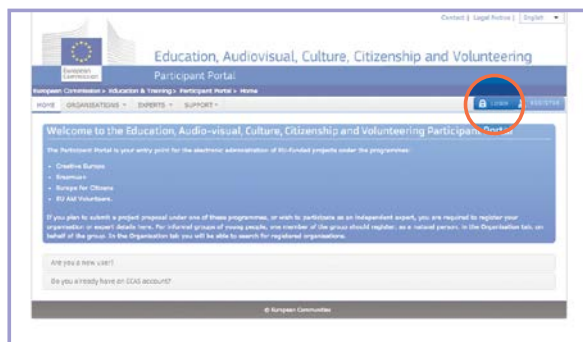 Contact | Legal Notice | English
European
Commission
Education, Audiovisual, Culture, Citizenship and Volunteering
Participant Portal
European Commission > Education & Training > Participant Portal > Home
HOME ORGANISATIONS EXPERTS SUPPORT LOGIN REGISTER
Welcome to the Education, Audio-visual, Culture, Citizenship and Volunteering Participant Portal
The Participant Portal is your entry point for the electronic administration of EU-funded projects under the programmes:
• Creative Europe
• Erasmus+
• Europe for Citizens
• EU Aid Volunteers.
If you plan to submit a project proposal under one of these programmes, or wish to participate as an independent expert, you are required to register your
organisation or expert details here. For informal groups of young people, one member of the group should register, as a natural person, in the Organisation tab, on
behalf of the group. In the Organisation tab you will be able to search for registered organisations.
Are you a new user?
Do you already have an ECAS account?
© European Communities